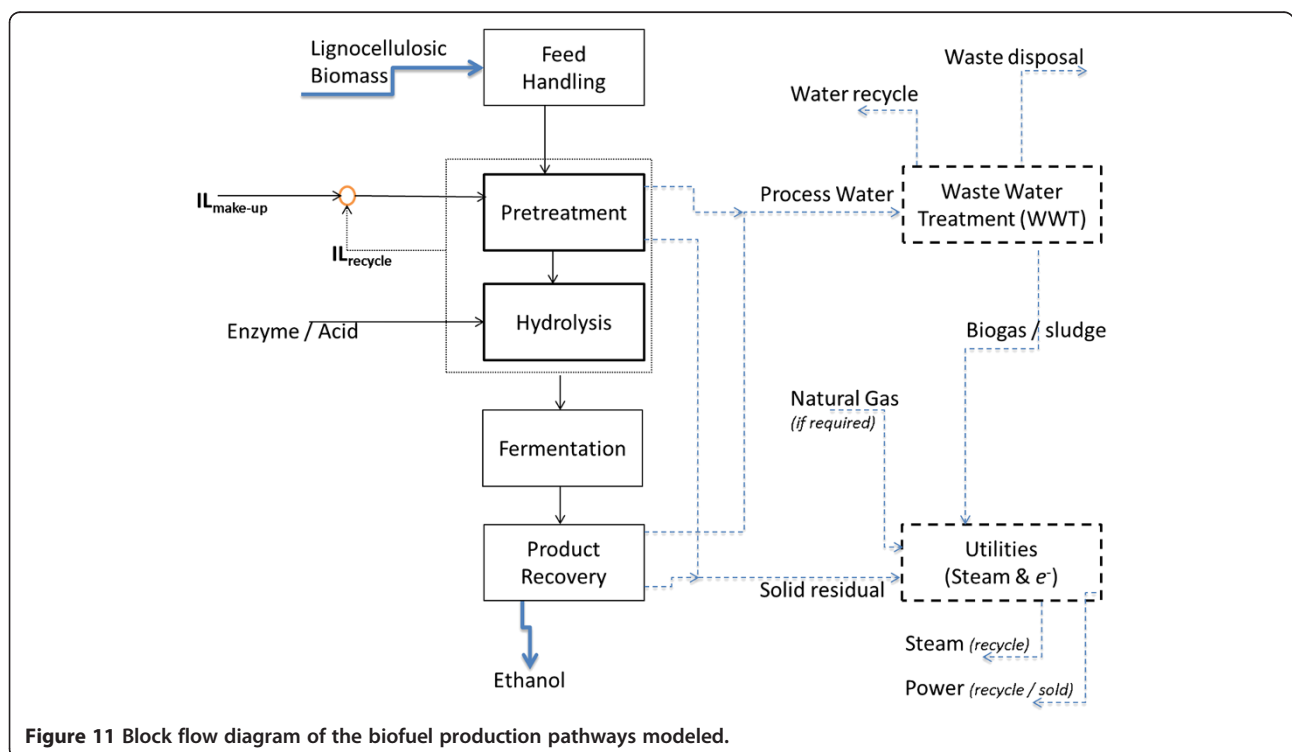 Lignocellulosic
Biomass
Feed
Handling
Waste disposal
Water recycle
IL make-up
IL recycle
Pretreatment
Process Water
Waste Water
Treatment (WWT)
Enzyme / Acid
Hydrolysis
Biogas / sludge
Natural Gas
(if required)
Fermentation
Product
Recovery
Solid residual
Utilities
(Steam & e-)
Steam (recycle)
Power (recycle / sold)
Ethanol
Figure 11 Block flow diagram of the biofuel production pathways modeled.